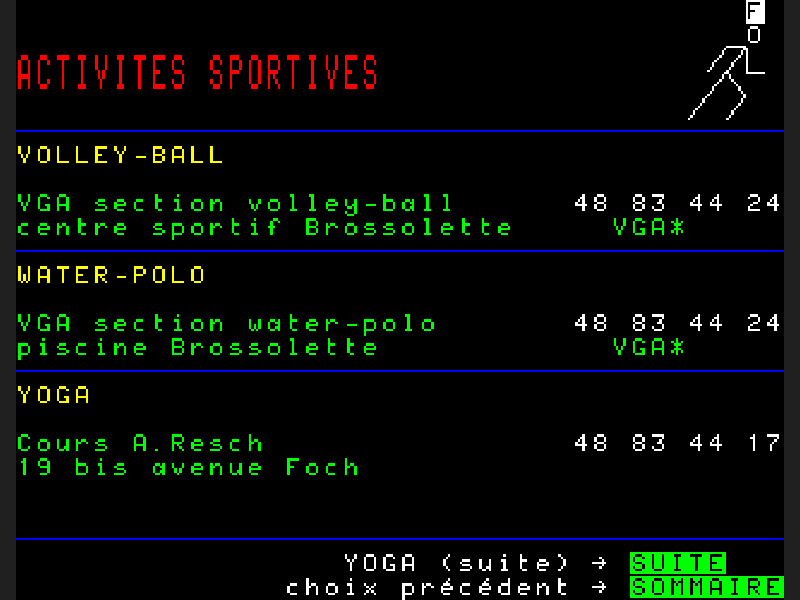 F
ACTIVITES SPORTIVES
VOLLEY-BALL
VGA section volley-ball 48 83 44 24
centre sportif Brossolette VGA*
WATER-POLO
VGA section water-polo 48 83 44 24
piscine Brossolette VGA*
YOGA
Cours A.Resch 48 83 44 17
19 bis avenue Foch
YOGA (suite) → SUITE
choix précédent → SOMMAIRE